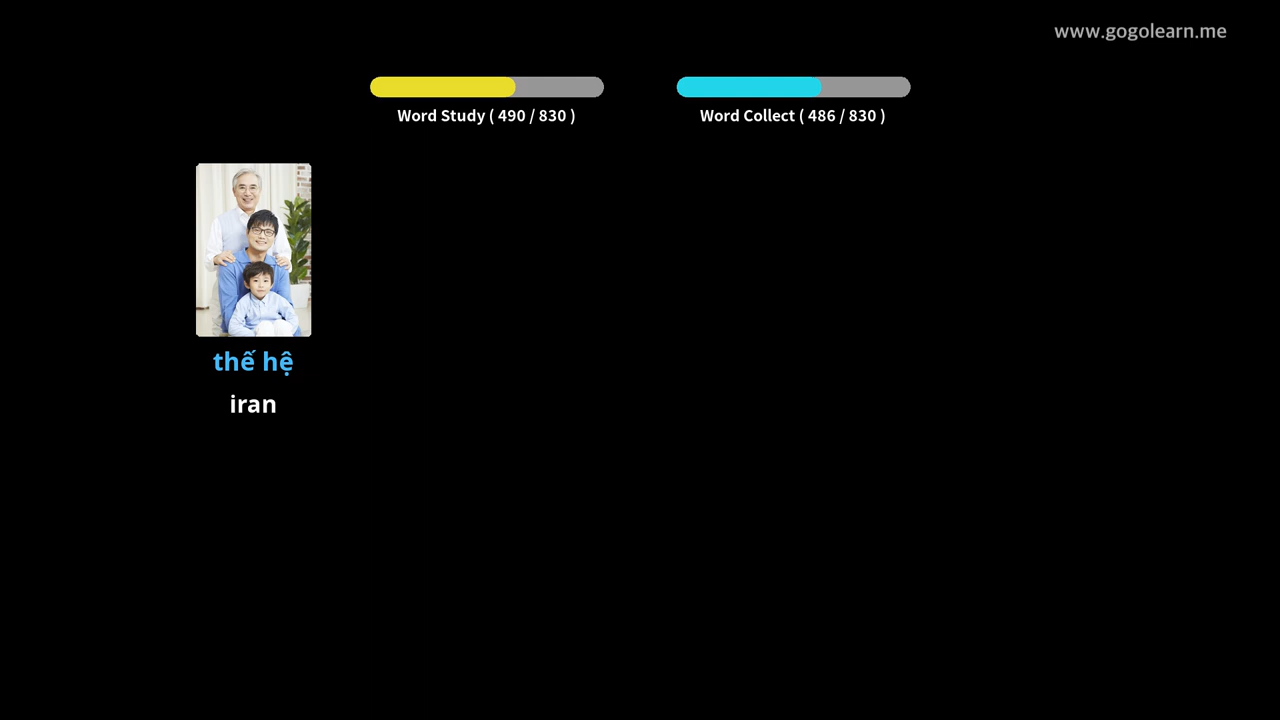 www.gogolearn.me
Word Study ( 490 / 830 )
Word Collect ( 486 / 830 )
thế hệ
iran